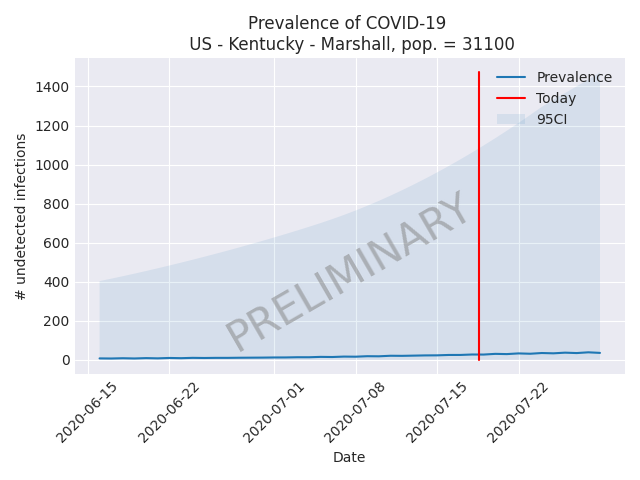 Prevalence of COVID-19
US - Kentucky - Marshall, pop. = 31100
Prevalence
Today
95CI
1400
1200
1000
800
600
400
200
0
# undetected infections
PRELIMINARY
2020-06-15
2020-06-22
2020-07-01
2020-07-08
2020-07-15
2020-07-22
Date